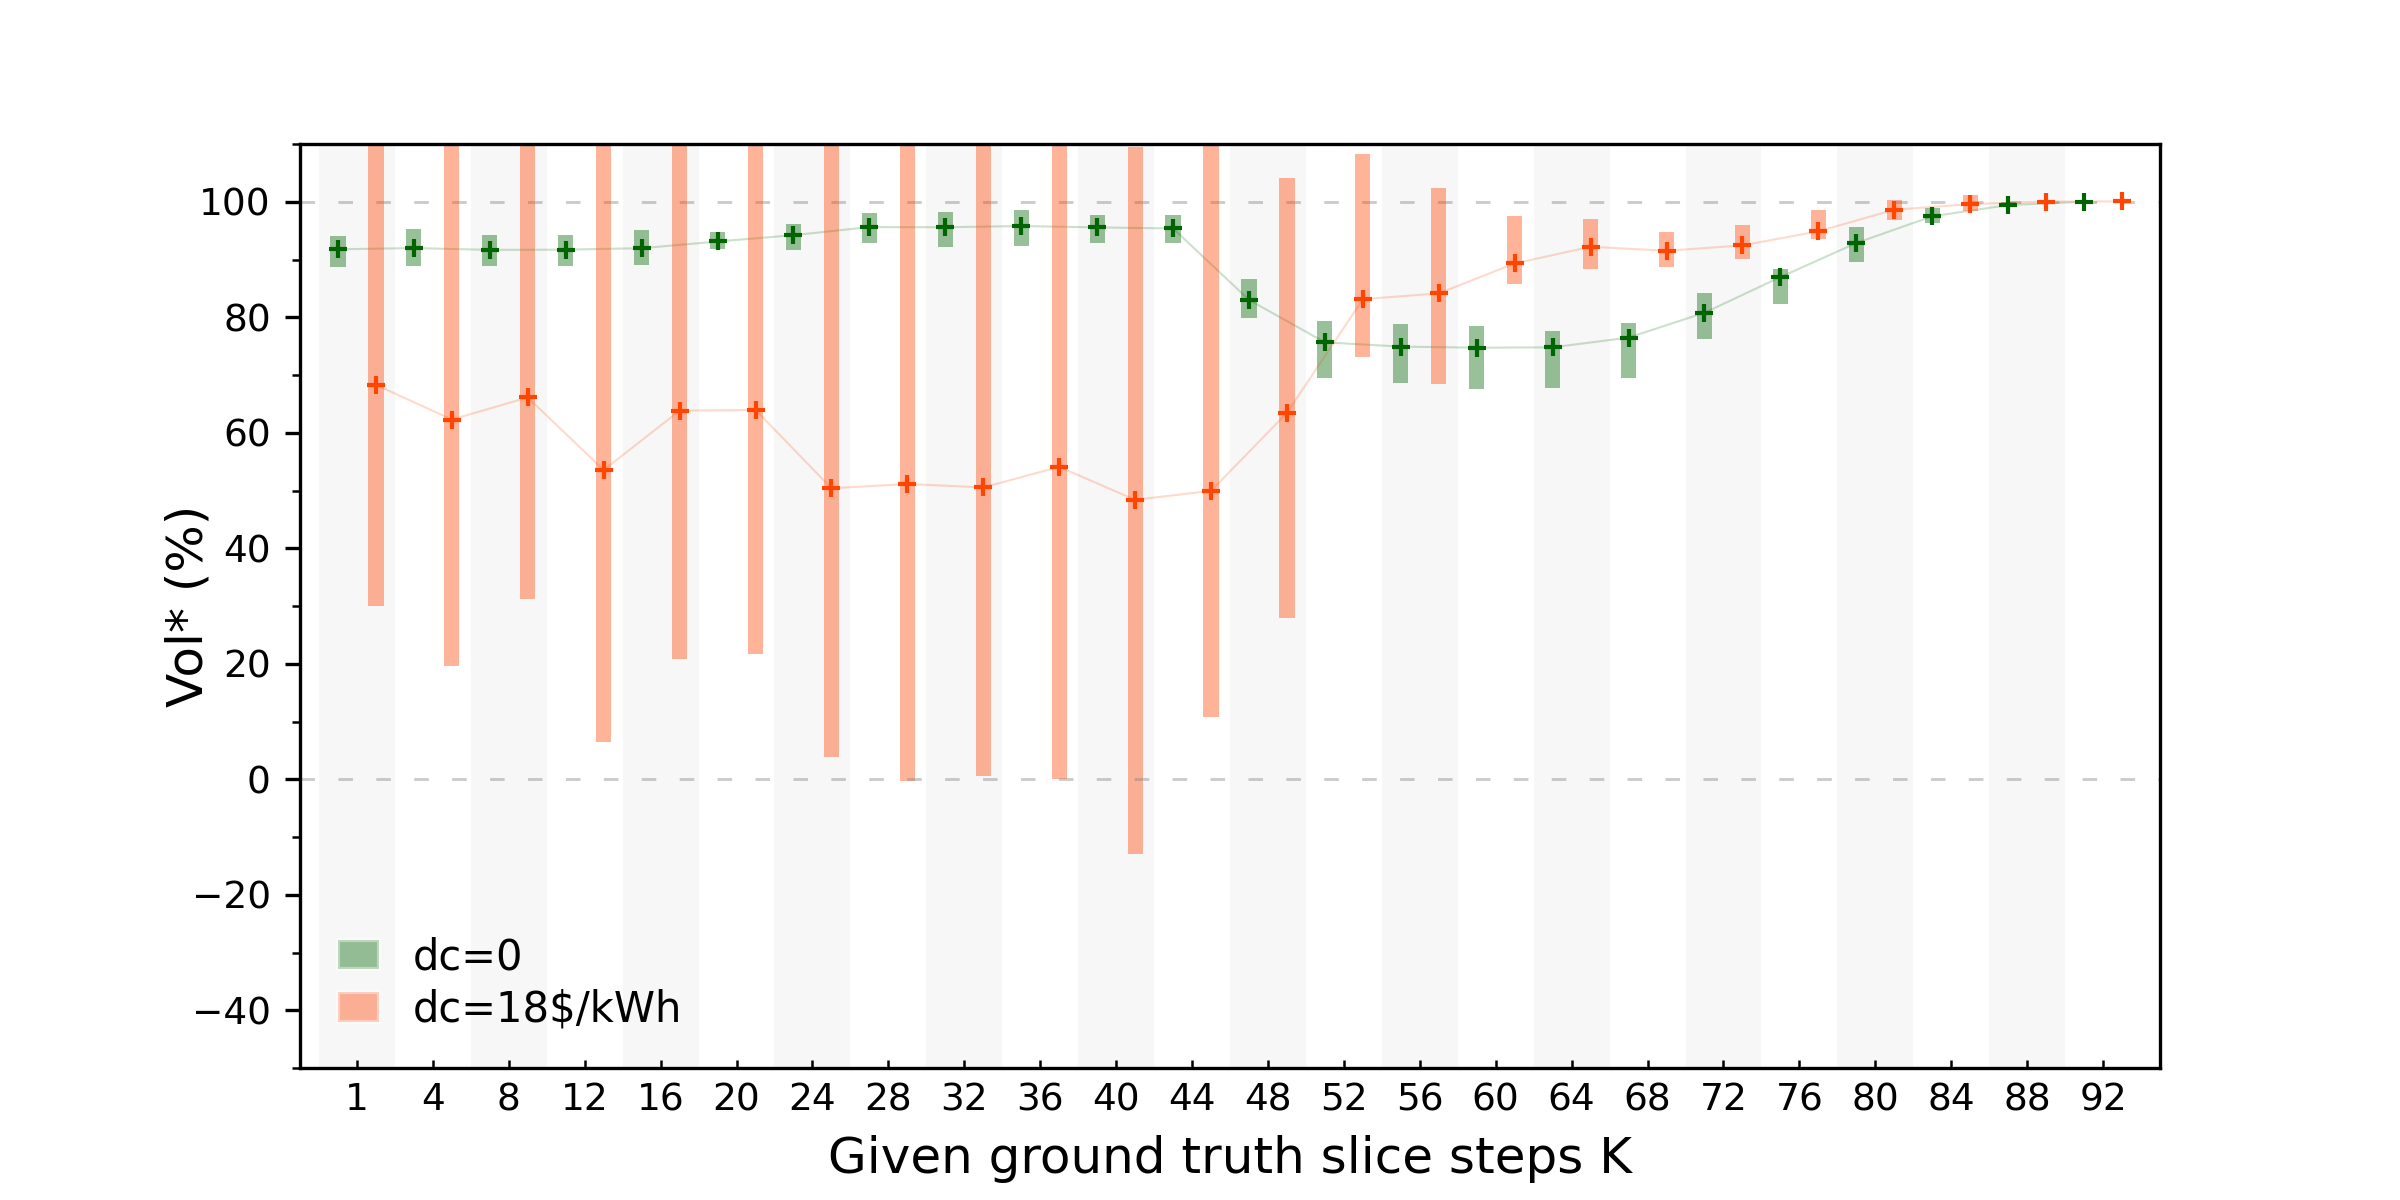 100
80
60
40
20
0
−20
−40
Vol* (%)
dc=0
dc=18$/kWh
1 4 8 12 16 20 24 28 32 36 40 44 48 52 56 60 64 68 72 76 80 84 88 92
Given ground truth slice steps K